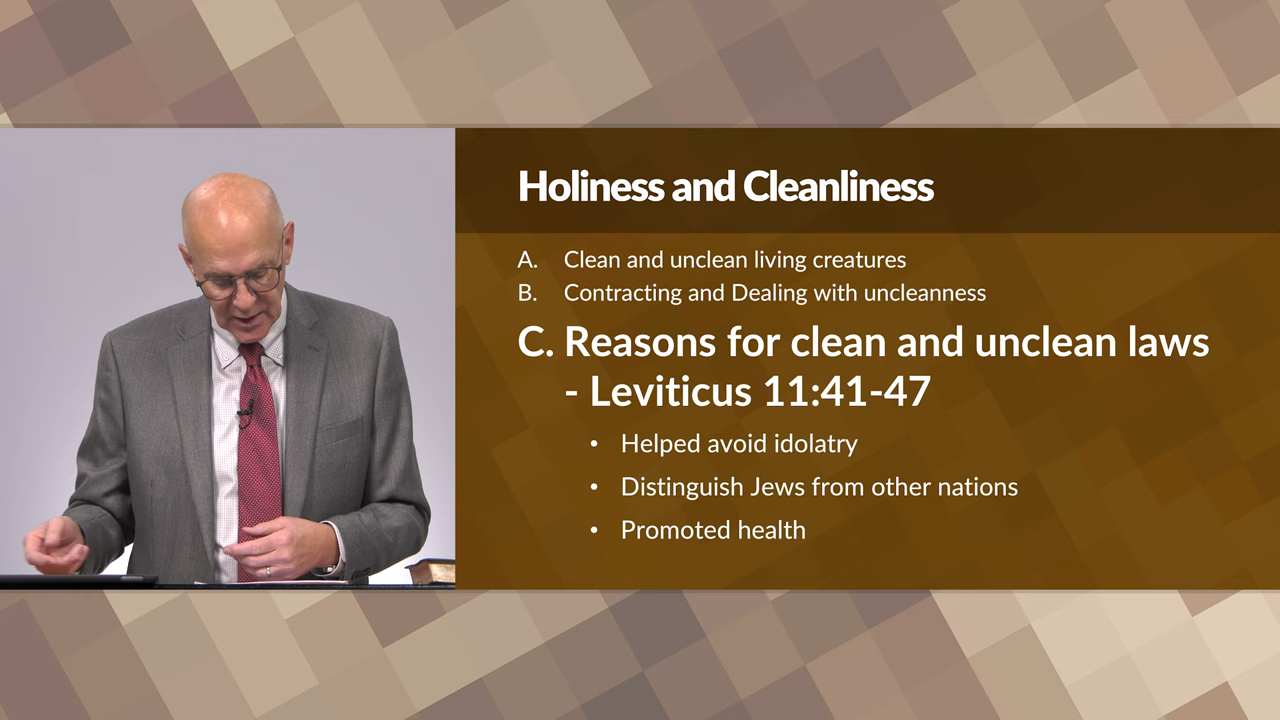 Holiness and Cleanliness
A. Clean and unclean living creatures
B. Contracting and Dealing with uncleanness
C. Reasons for clean and unclean laws
- Leviticus 11:41-47
• Helped avoid idolatry
• Distinguish Jews from other nations
• Promoted health